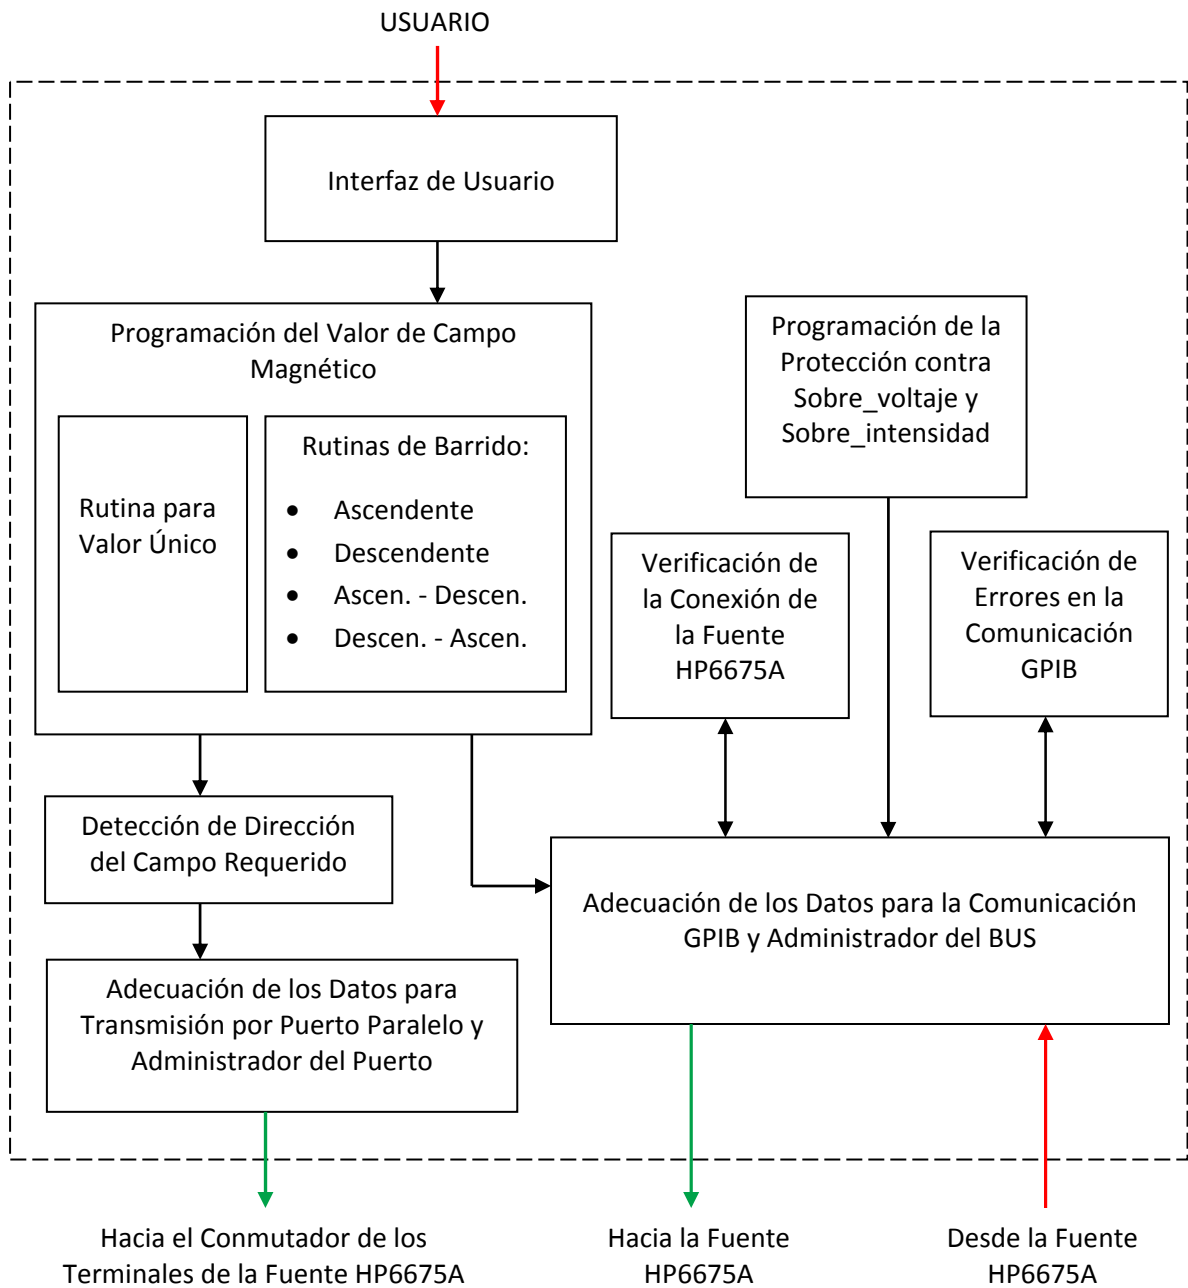 USUARIO
Interfaz de Usuario
Programación del Valor de Campo
Magnético
Rutina para
Valor Único
Rutinas de Barrido:
• Ascendente
• Descendente
• Ascen. - Descen.
• Descen. - Ascen.
Programación de la
Protección contra
Sobre_voltaje y
Sobre_intensidad
Verificación de
la Conexión de
la Fuente
HP6675A
Verificación de
Errores en la
Comunicación
GPIB
Detección de Dirección
del Campo Requerido
Adecuación de los Datos para la Comunicación
GPIB y Administrador del BUS
Adecuación de los Datos para
Transmisión por Puerto Paralelo y
Administrador del Puerto
Hacia el Conmutador de los
Terminales de la Fuente HP6675A
Hacia la Fuente
HP6675A
Desde la Fuente
HP6675A